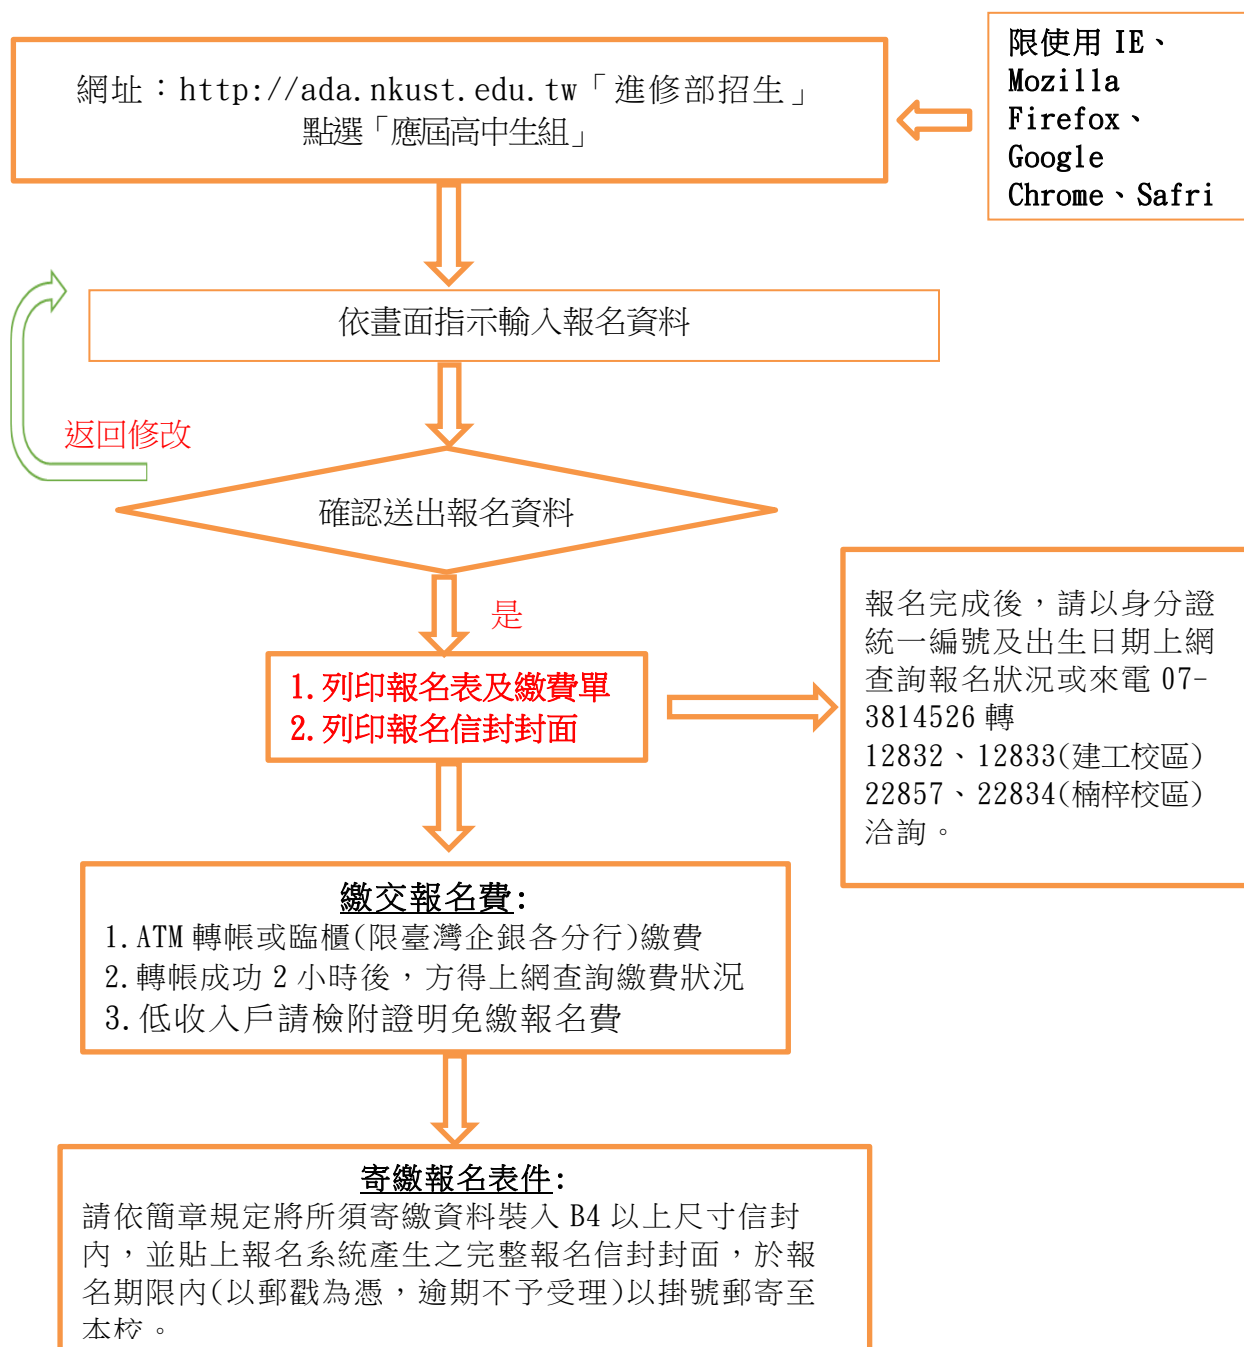 網址：http://ada.nkust.edu.tw「進修部招生」
點選「應屆高中生組」
限使用 IE、
Mozilla
Firefox、
Google
Chrome、Safri
依畫面指示輸入報名資料
返回修改
確認送出報名資料
是
1.列印報名表及繳費單
2.列印報名信封封面
報名完成後，請以身分證
統一編號及出生日期上網
查詢報名狀況或來電 07-
3814526 轉
12832、12833(建工校區)
22857、22834(楠梓校區)
洽詢。
繳交報名費:
1.ATM 轉帳或臨櫃(限臺灣企銀各分行)繳費
2.轉帳成功 2 小時後，方得上網查詢繳費狀況
3.低收入戶請檢附證明免繳報名費
寄繳報名表件:
請依簡章規定將所須寄繳資料裝入 B4 以上尺寸信封
內，並貼上報名系統產生之完整報名信封封面，於報
名期限內(以郵戳為憑，逾期不予受理)以掛號郵寄至
本校。